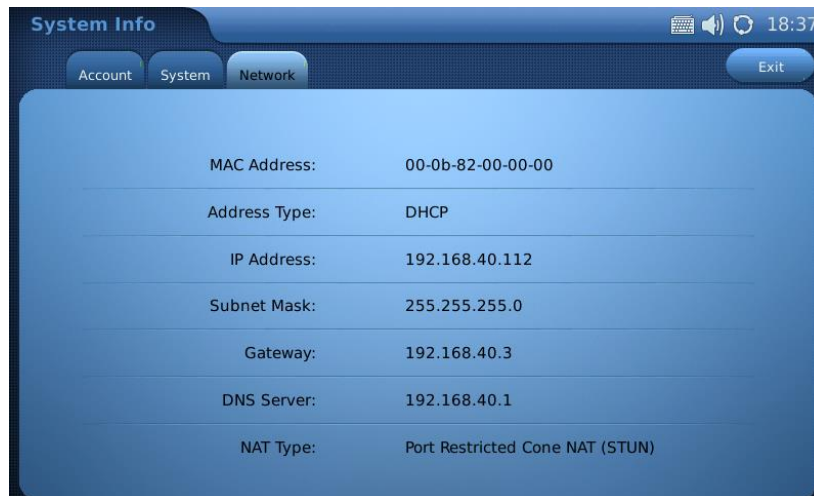 System Info 18:37
Account System Network Exit
MAC Address: 00-0b-82-00-00-00
Address Type: DHCP
IP Address: 192.168.40.112
Subnet Mask: 255.255.255.0
Gateway: 192.168.40.3
DNS Server: 192.168.40.1
NAT Type: Port Restricted Cone NAT (STUN)